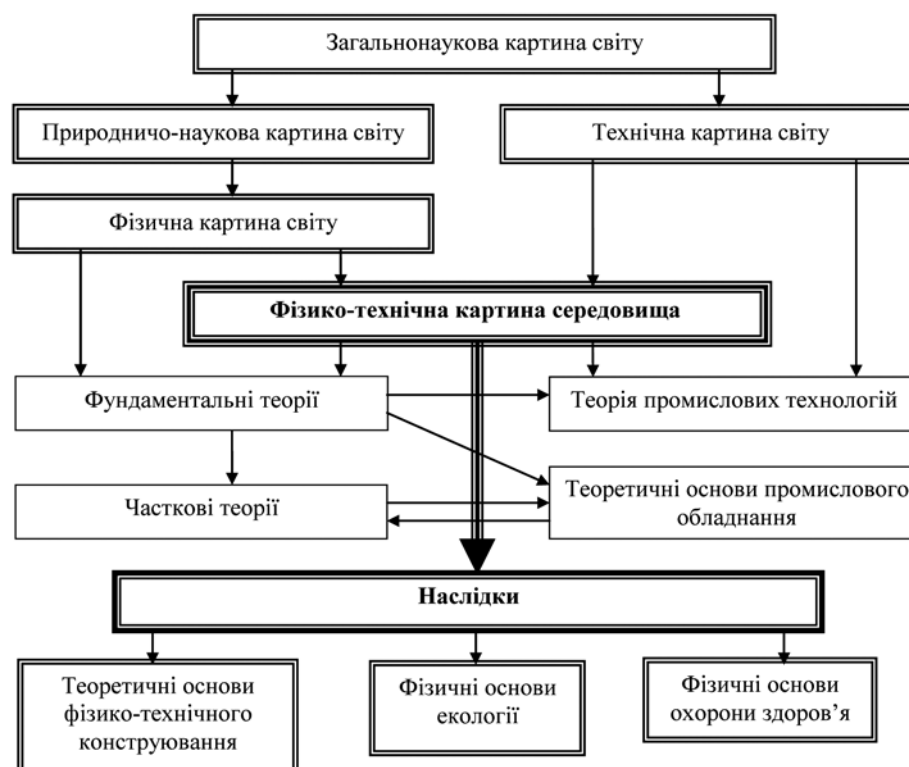 Загальнонаукова картина світу
Природничо-наукова картина світу
Технічна картина світу
Фізична картина світу
Фізико-технічна картина середовища
Фундаментальні теорії
Теорія промислових технологій
Часткові теорії
Теоретичні основи промислового
обладнання
Наслідки
Теоретичні основи
фізико-технічного
конструювання
Фізичні основи
екології
Фізичні основи
охорони здоров’я